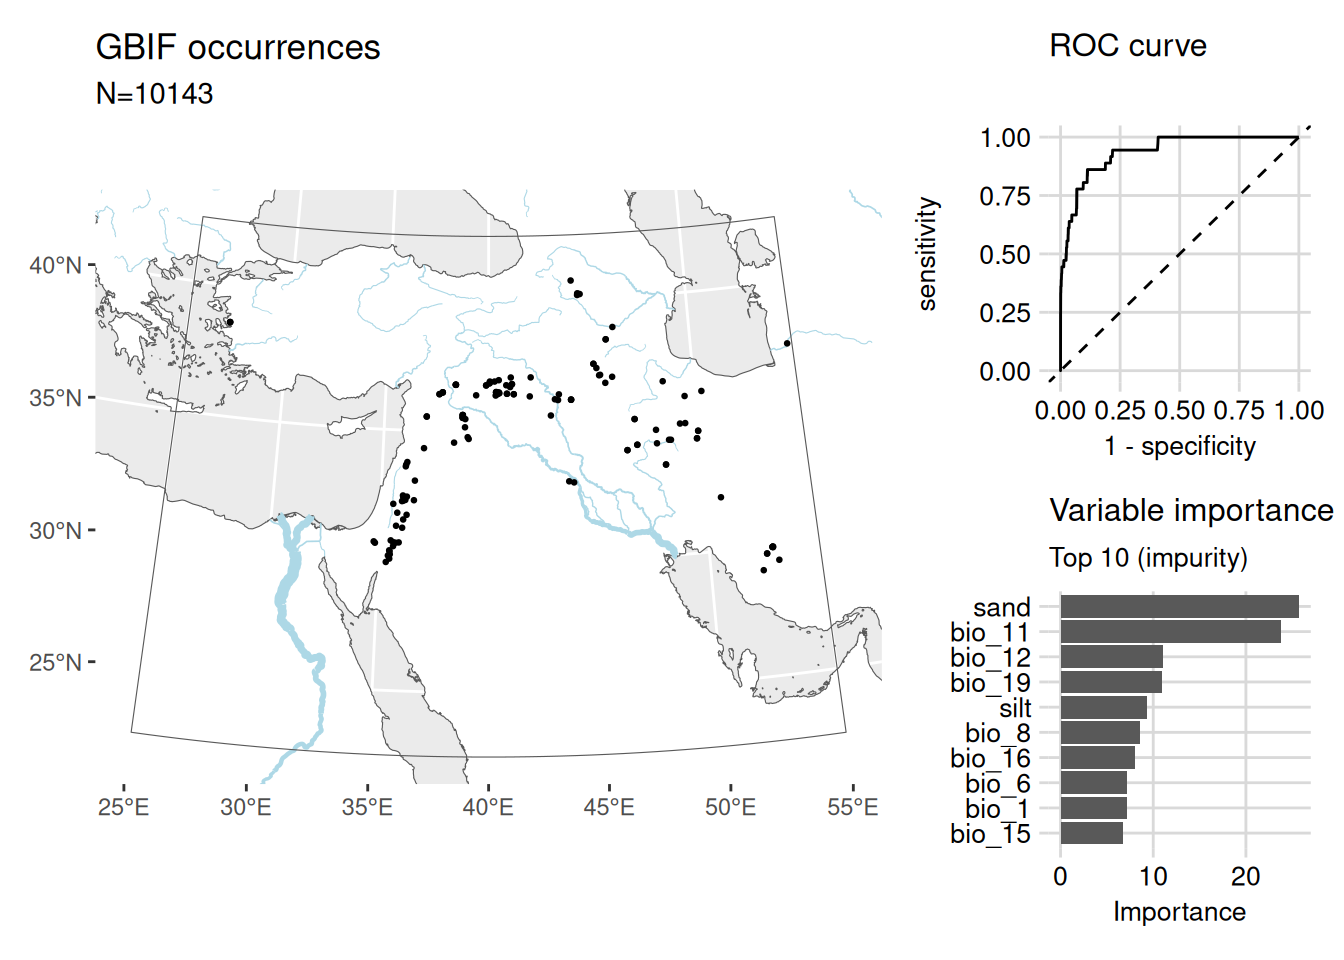 GBIF occurrences
N=10143
40°N
35°N
30°N
25°N
25°E 30°E 35°E 40°E 45°E 50°E 55°E
ROC curve
sensitivity
1.00
0.75
0.50
0.25
0.00
0.00 0.25 0.50 0.75 1.00
1 - specificity
Variable importance
Top 10 (impurity)
sand
bio_11
bio_12
bio_19
silt
bio_8
bio_16
bio_6
bio_1
bio_15
0 10 20
Importance